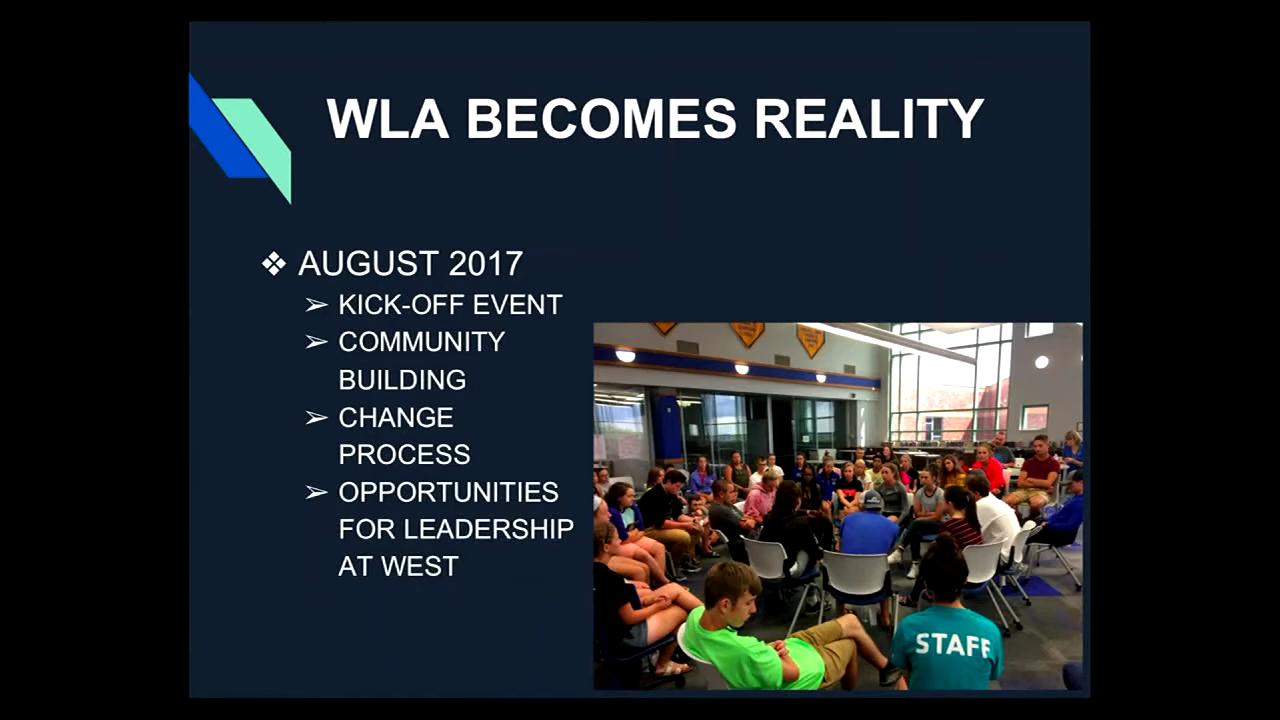 WLA BECOMES REALITY
❖ AUGUST 2017
➢ KICK-OFF EVENT
➢ COMMUNITY
BUILDING
➢ CHANGE
PROCESS
➢ OPPORTUNITIES
FOR LEADERSHIP
AT WEST
STAFF